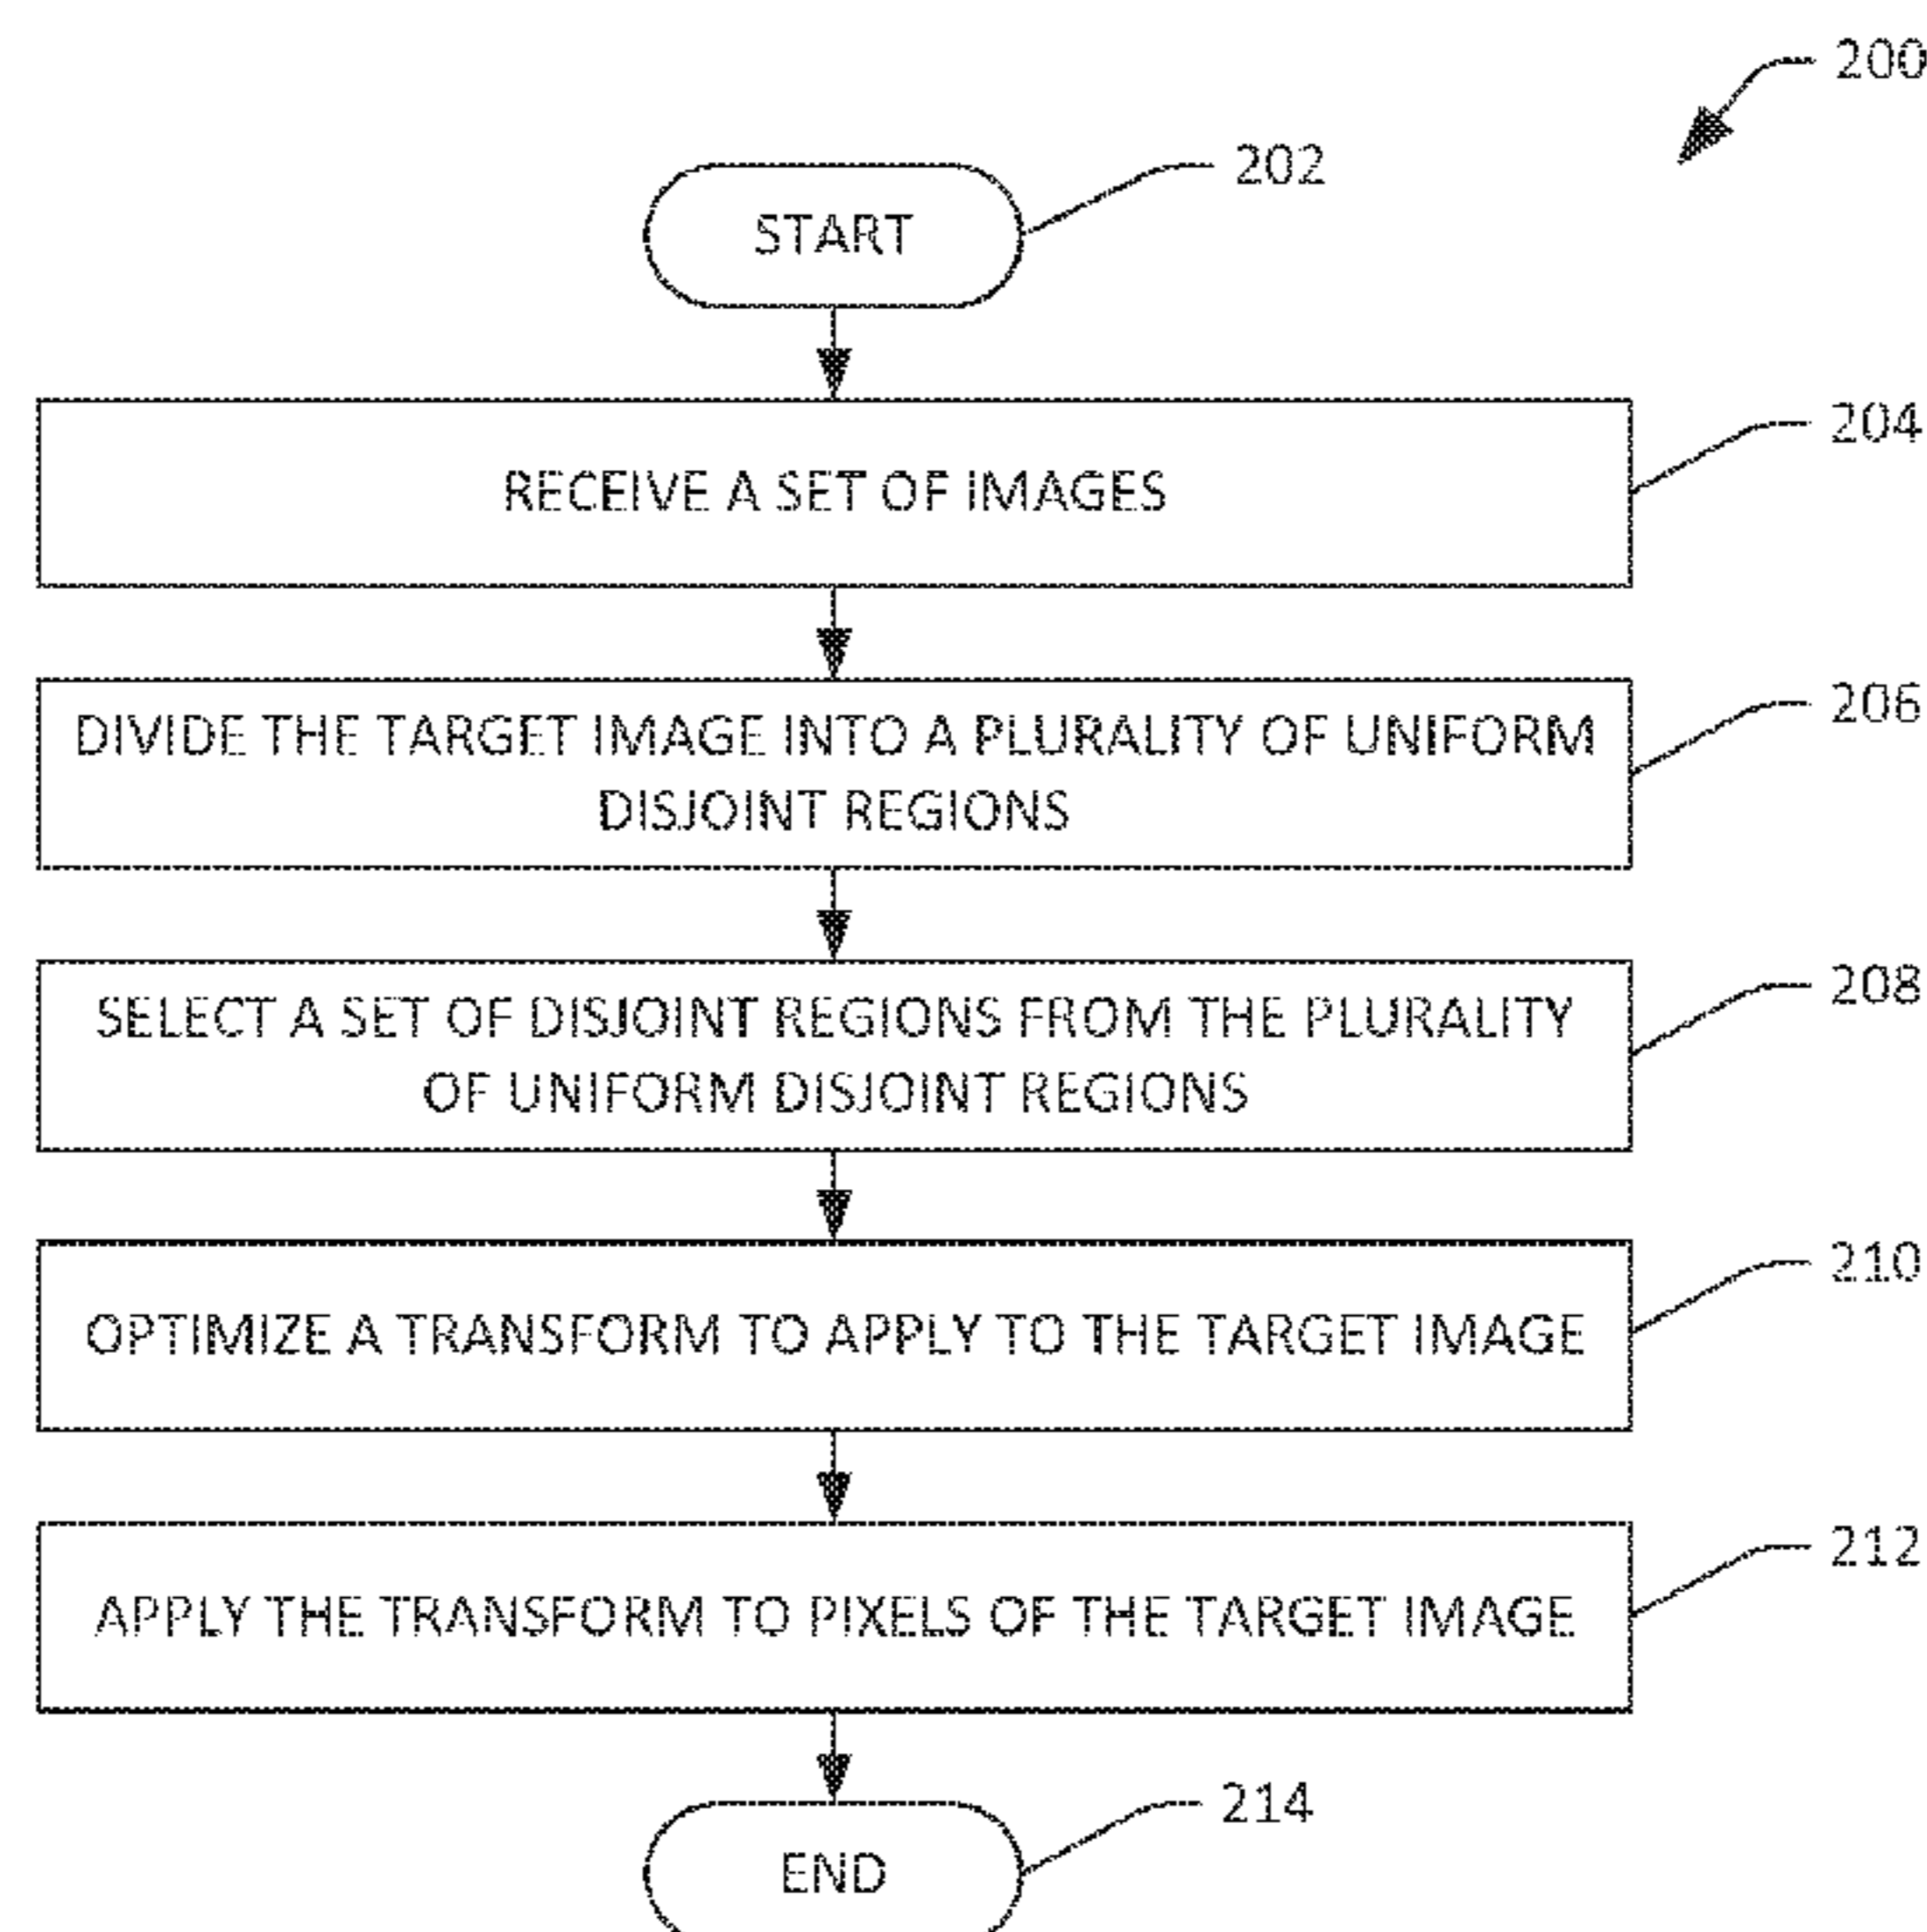 200
202
START
204
RECEIVE A SET OF IMAGES
206
DIVIDE THE TARGET IMAGE INTO A PLURALITY OF UNIFORM
DISJOINT REGIONS
208
SELECT A SET OF DISJOINT REGIONS FROM THE PLURALITY
OF UNIFORM DISJOINT REGIONS
210
OPTIMIZE A TRANSFORM TO APPLY TO THE TARGET IMAGE
212
APPLY THE TRANSFORM TO PIXELS OF THE TARGET IMAGE
214
END